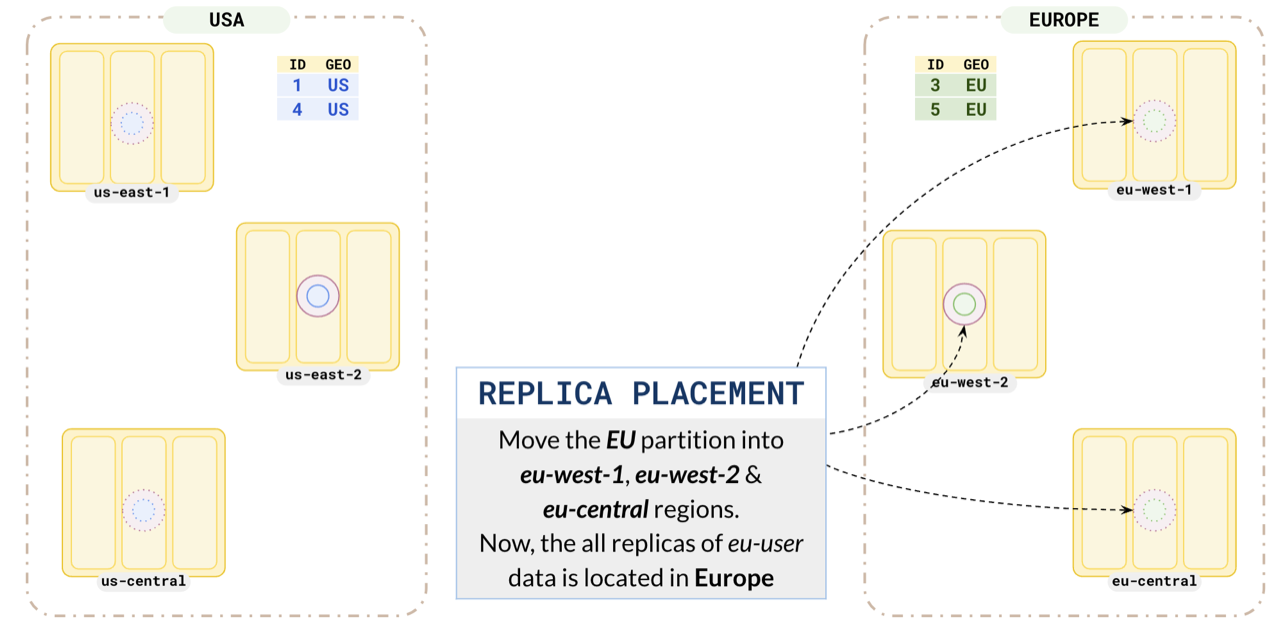 USA
ID GEO
1 US
4 US
us-east-1
us-east-2
us-central
REPLICA PLACEMENT
Move the EU partition into
eu-west-1, eu-west-2 &
eu-central regions.
Now, the all replicas of eu-user
data is located in Europe
EUROPE
ID GEO
3 EU
5 EU
eu-west-1
eu-west-2
eu-central